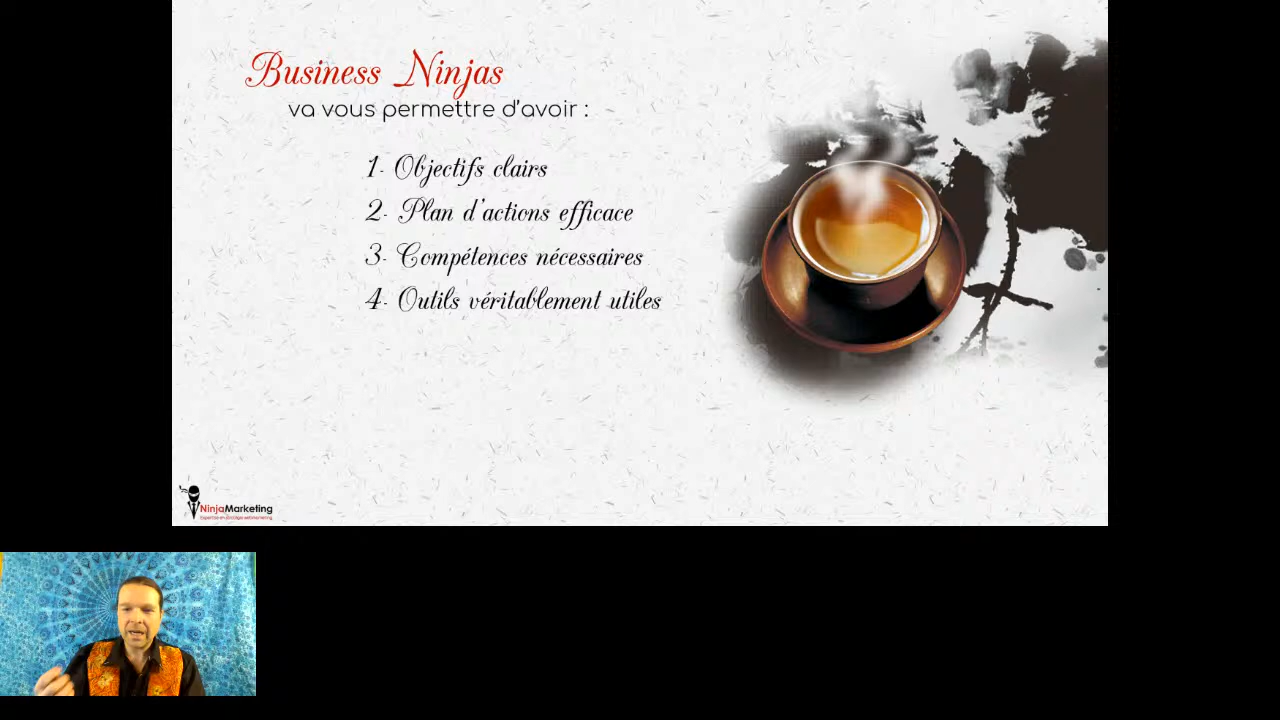 Business Ninjas
va vous permettre d'avoir :
1- Objectifs clairs
2- Plan d'actions efficace
3- Compétences nécessaires
4- Outils véritablement utiles
NinjaMarketing